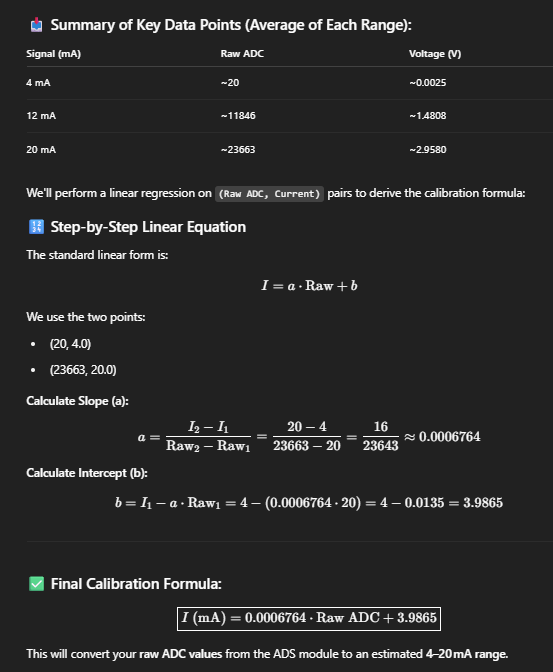 📥 Summary of Key Data Points (Average of Each Range):
Signal (mA) Raw ADC Voltage (V)
4 mA ~20 ~0.0025
12 mA ~11846 ~1.4808
20 mA ~23663 ~2.9580
We'll perform a linear regression on (Raw ADC, Current) pairs to derive the calibration formula:
🔢 Step-by-Step Linear Equation
The standard linear form is:
I = a · Raw + b
We use the two points:
• (20, 4.0)
• (23663, 20.0)
Calculate Slope (a):
a = (I₂ − I₁) / (Raw₂ − Raw₁) = (20 − 4) / (23663 − 20) = 16 / 23643 ≈ 0.0006764
Calculate Intercept (b):
b = I₁ − a · Raw₁ = 4 − (0.0006764 · 20) = 4 − 0.0135 = 3.9865
✅ Final Calibration Formula:
I (mA) = 0.0006764 · Raw ADC + 3.9865
This will convert your raw ADC values from the ADS module to an estimated 4–20 mA range.